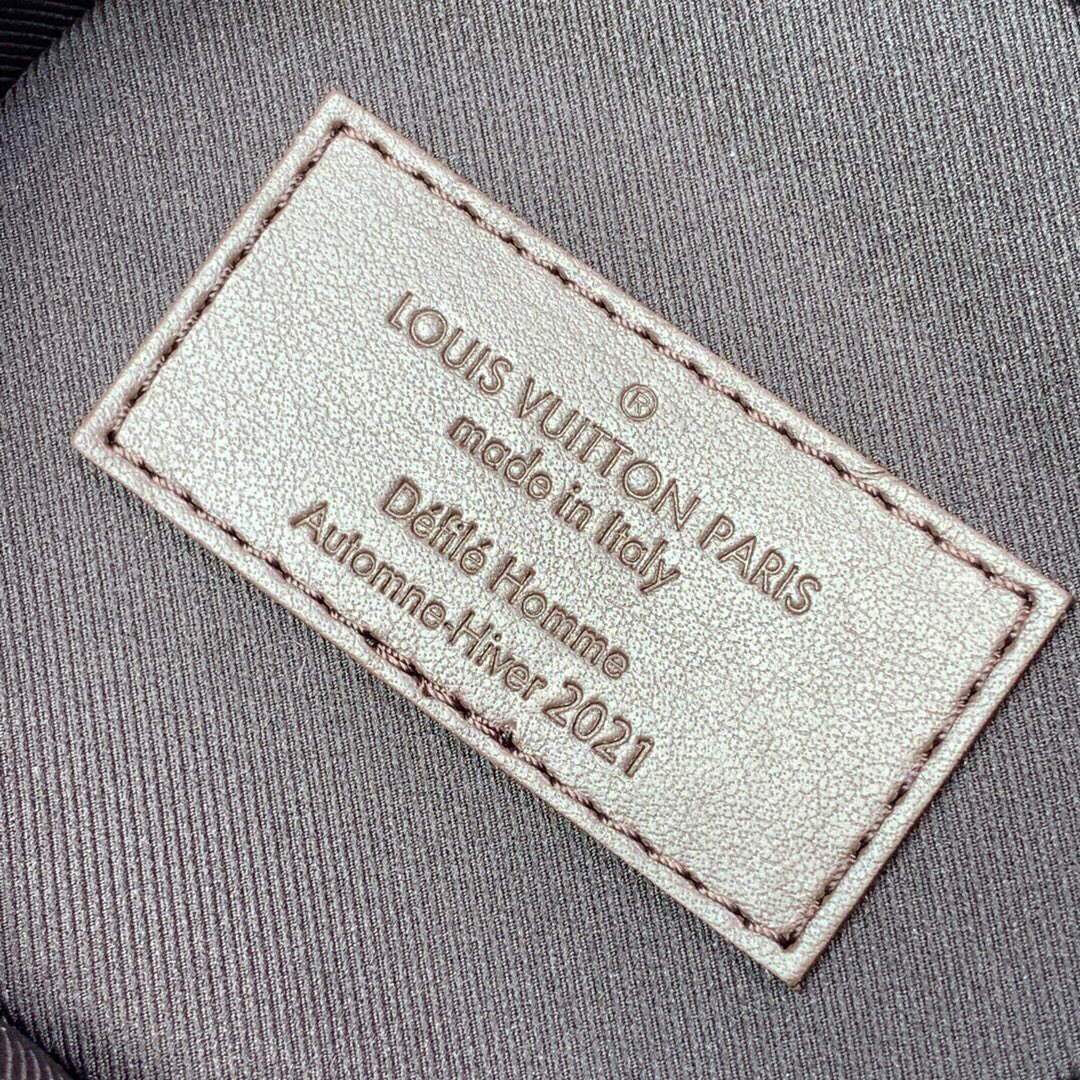 ®
LOUIS VUITTON PARIS
made in Italy
Défilé Homme
Automne-Hiver 2021